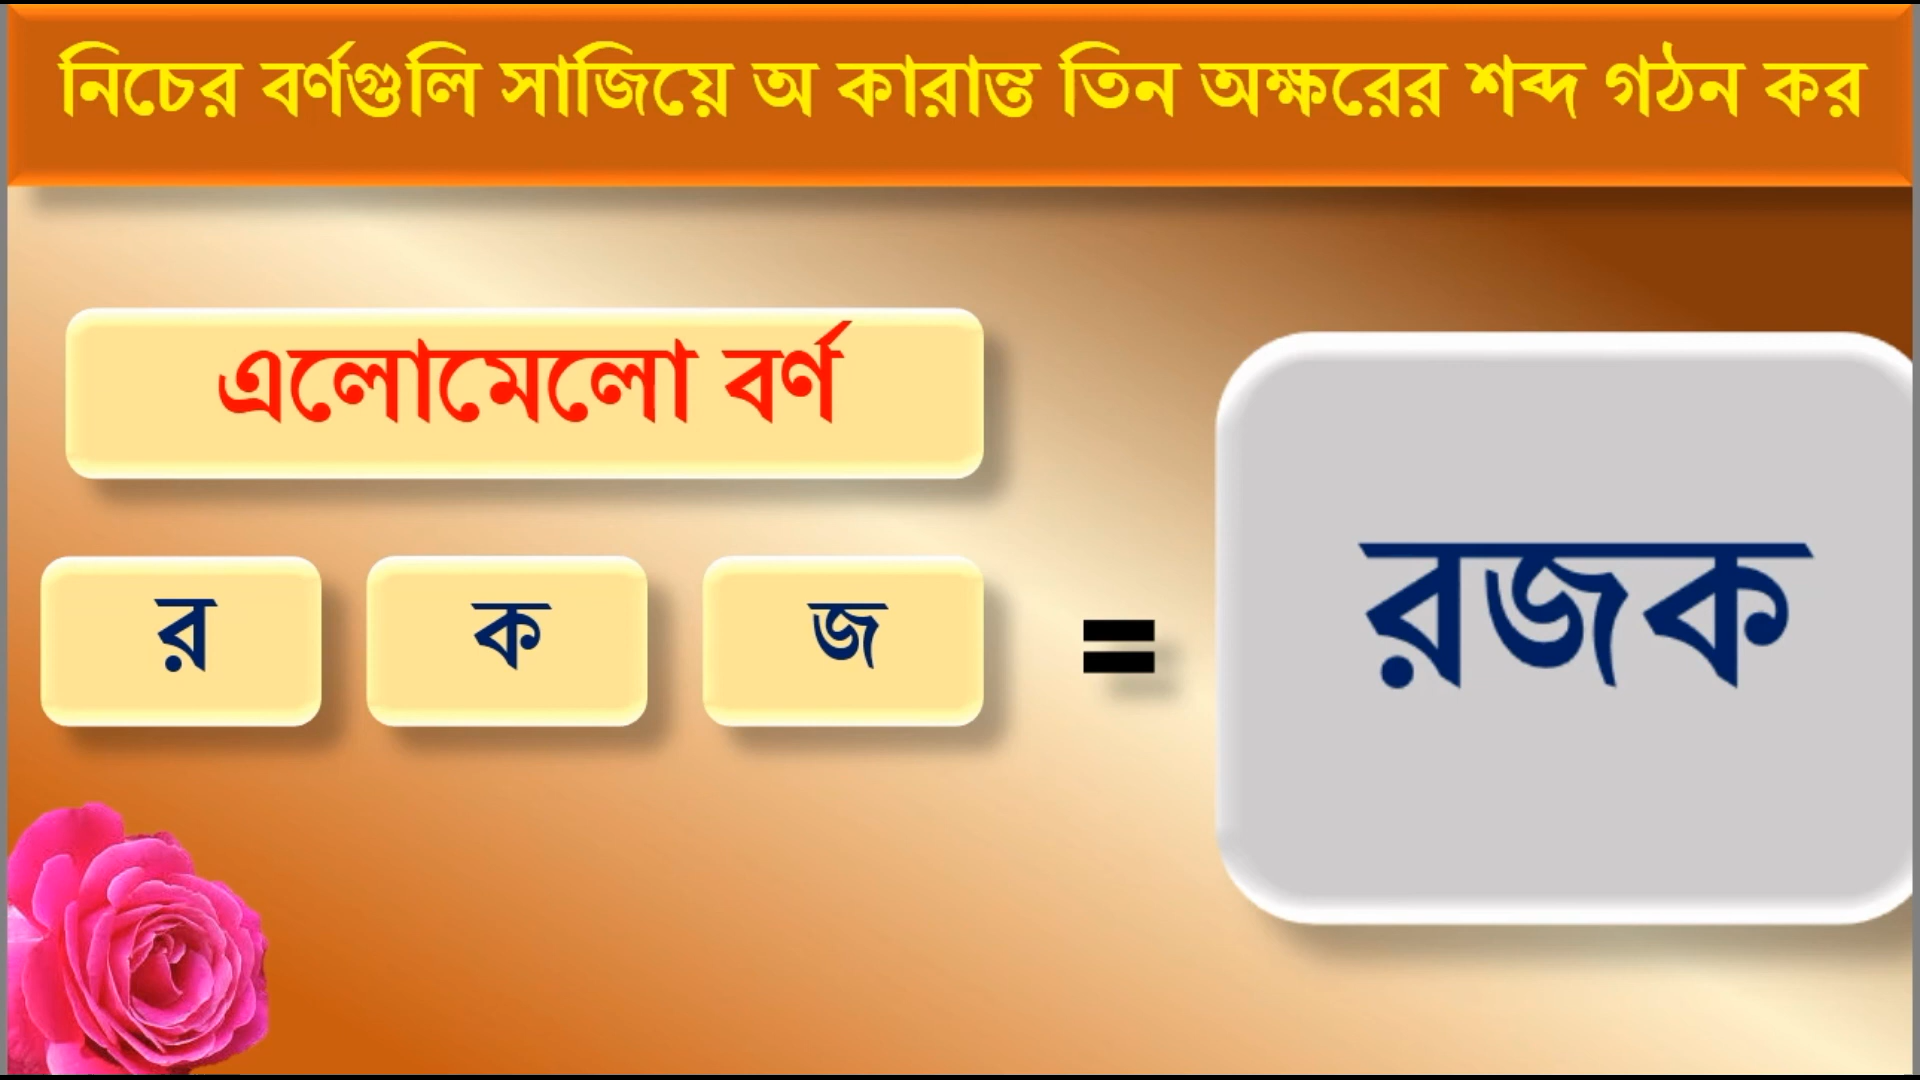 নিচের বর্ণগুলি সাজিয়ে অ কারান্ত তিন অক্ষরের শব্দ গঠন কর
এলোমেলো বর্ণ
র ক জ = রজক